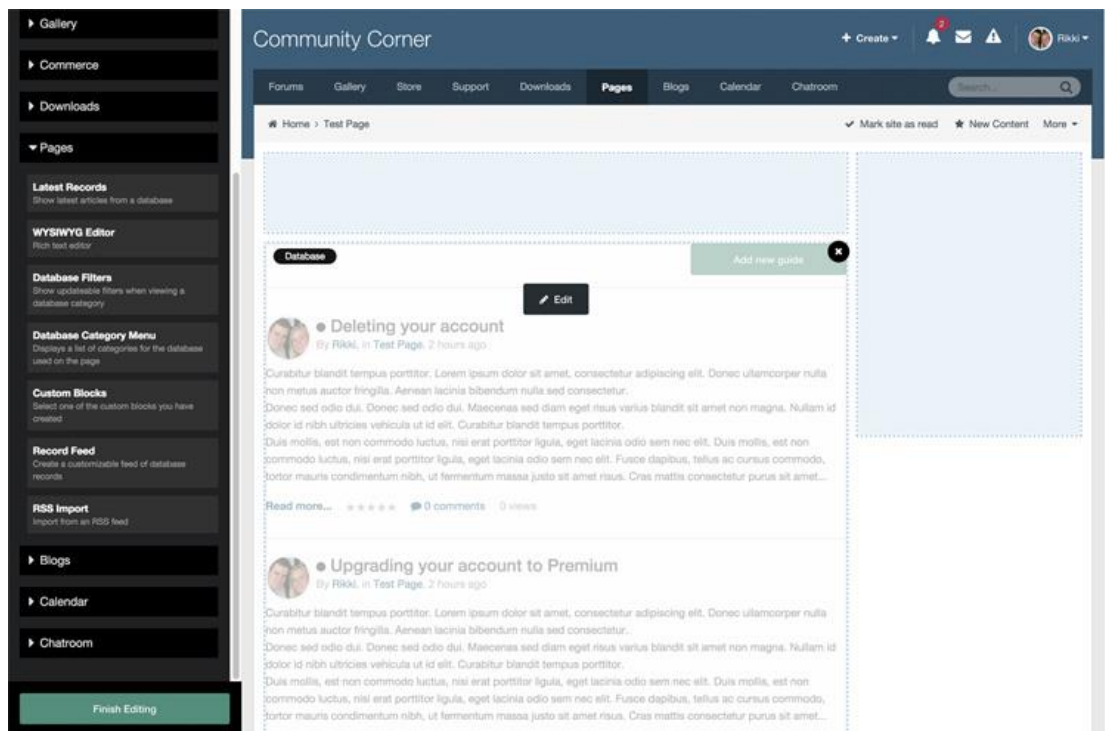 Gallery
Commerce
Downloads
Pages
Latest Records
Show latest articles from a database
WYSIWYG Editor
Rich text editor
Database Filters
Show updateable filters when viewing a
database category
Database Category Menu
Displays a list of categories for the database
used on the page
Custom Blocks
Select one of the custom blocks you have
created
Record Feed
Create a customizable feed of database
records
RSS Import
Import from an RSS feed
Blogs
Calendar
Chatroom
Finish Editing
Community Corner
Create
2
Rikki
Forums Gallery Store Support Downloads Pages Blogs Calendar Chatroom
Search...
Home > Test Page
Mark site as read New Content More
Database
Add new guide
Edit
Deleting your account
By Rikki, in Test Page, 2 hours ago
Curabitur blandit tempus porttitor. Lorem ipsum dolor sit amet, consectetur adipiscing elit. Donec ullamcorper nulla
non metus auctor fringilla. Aenean lacinia bibendum nulla sed consectetur.
Donec sed odio dui. Donec sed odio dui. Maecenas sed diam eget risus varius blandit sit amet non magna. Nullam id
dolor id nibh ultricies vehicula ut id elit. Curabitur blandit tempus porttitor.
Duis mollis, est non commodo luctus, nisi erat porttitor ligula, eget lacinia odio sem nec elit. Duis mollis, est non
commodo luctus, nisi erat porttitor ligula, eget lacinia odio sem nec elit. Fusce dapibus, tellus ac cursus commodo,
tortor mauris condimentum nibh, ut fermentum massa justo sit amet risus. Cras mattis consectetur purus sit amet...
Read more... 0 comments 0 views
Upgrading your account to Premium
By Rikki, in Test Page, 2 hours ago
Curabitur blandit tempus porttitor. Lorem ipsum dolor sit amet, consectetur adipiscing elit. Donec ullamcorper nulla
non metus auctor fringilla. Aenean lacinia bibendum nulla sed consectetur.
Donec sed odio dui. Donec sed odio dui. Maecenas sed diam eget risus varius blandit sit amet non magna. Nullam id
dolor id nibh ultricies vehicula ut id elit. Curabitur blandit tempus porttitor.
Duis mollis, est non commodo luctus, nisi erat porttitor ligula, eget lacinia odio sem nec elit. Duis mollis, est non
commodo luctus, nisi erat porttitor ligula, eget lacinia odio sem nec elit. Fusce dapibus, tellus ac cursus commodo,
tortor mauris condimentum nibh, ut fermentum massa justo sit amet risus. Cras mattis consectetur purus sit amet...